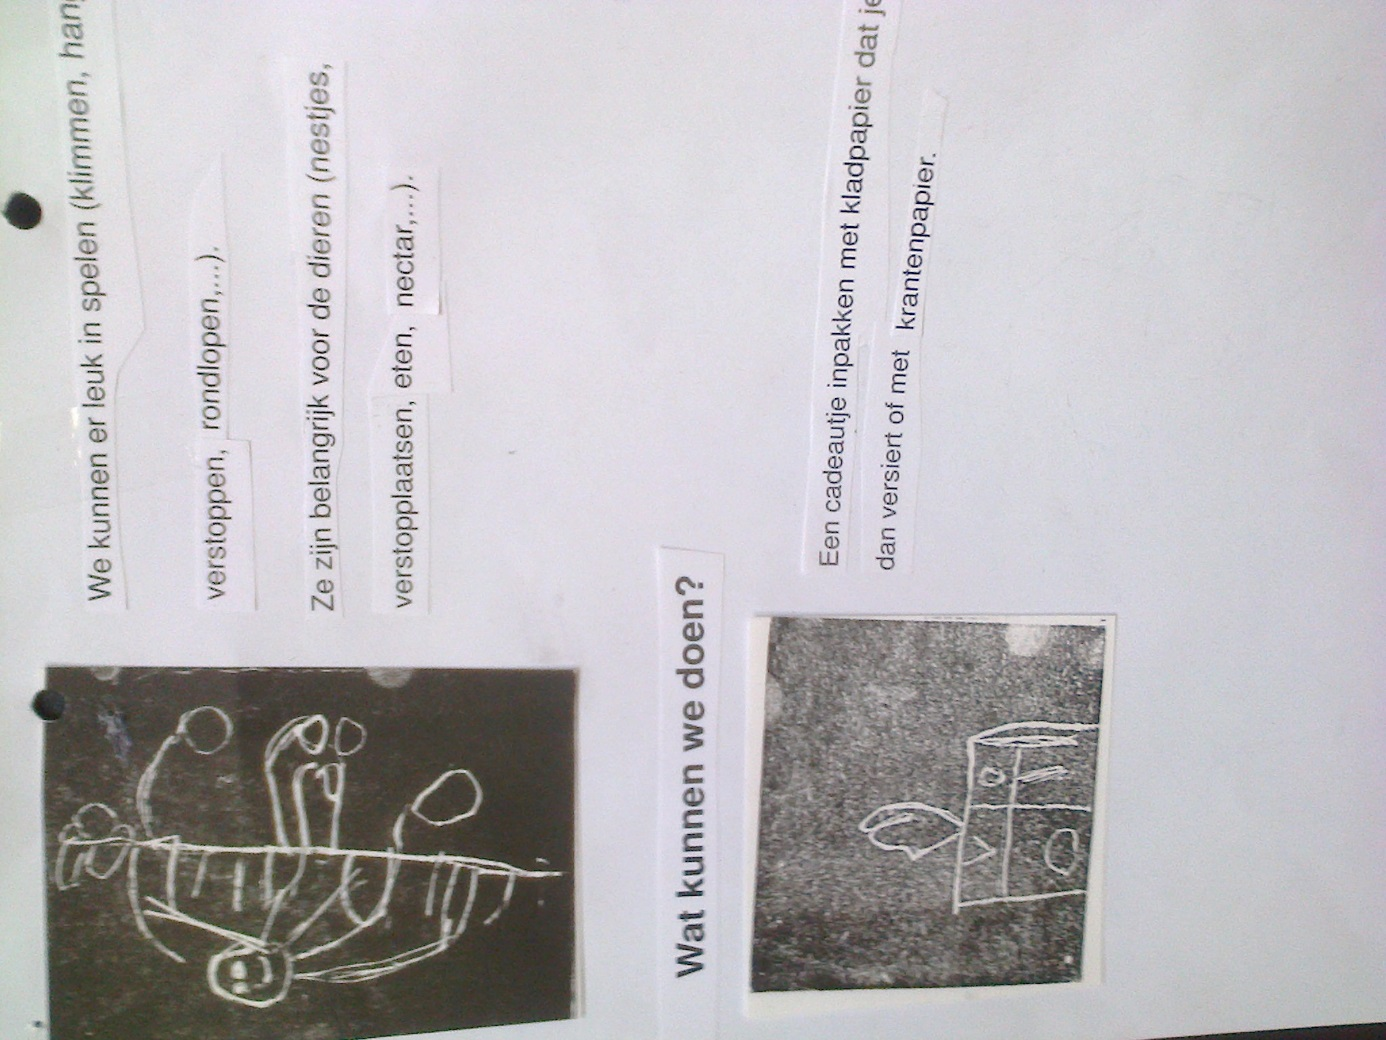 We kunnen er leuk in spelen (klimmen,
verstoppen, rondlopen,...).
Ze zijn belangrijk voor de dieren (nestjes,
verstopplaatsen, eten, nectar,...).
Wat kunnen we doen?
Een cadeautje inpakken met kladpapier dat je
dan versiert of met krantenpapier.